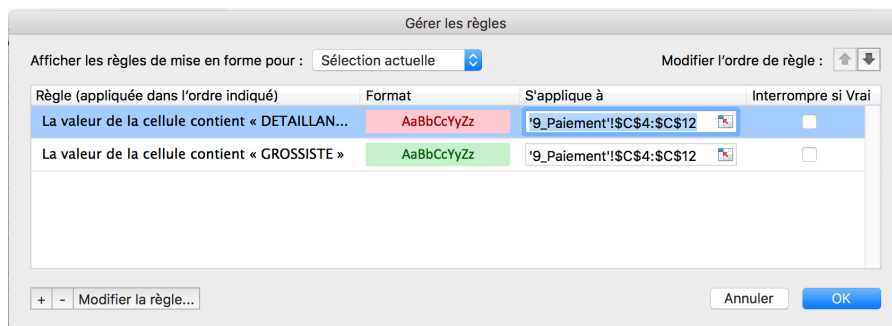 Gérer les règles
Afficher les règles de mise en forme pour : Sélection actuelle Modifier l'ordre de règle :
Règle (appliquée dans l'ordre indiqué) Format S'applique à Interrompre si Vrai
La valeur de la cellule contient « DETAILLAN... AaBbCcYyZz '9_Paiement'!$C$4:$C$12
La valeur de la cellule contient « GROSSISTE » AaBbCcYyZz '9_Paiement'!$C$4:$C$12
+ - Modifier la règle... Annuler OK